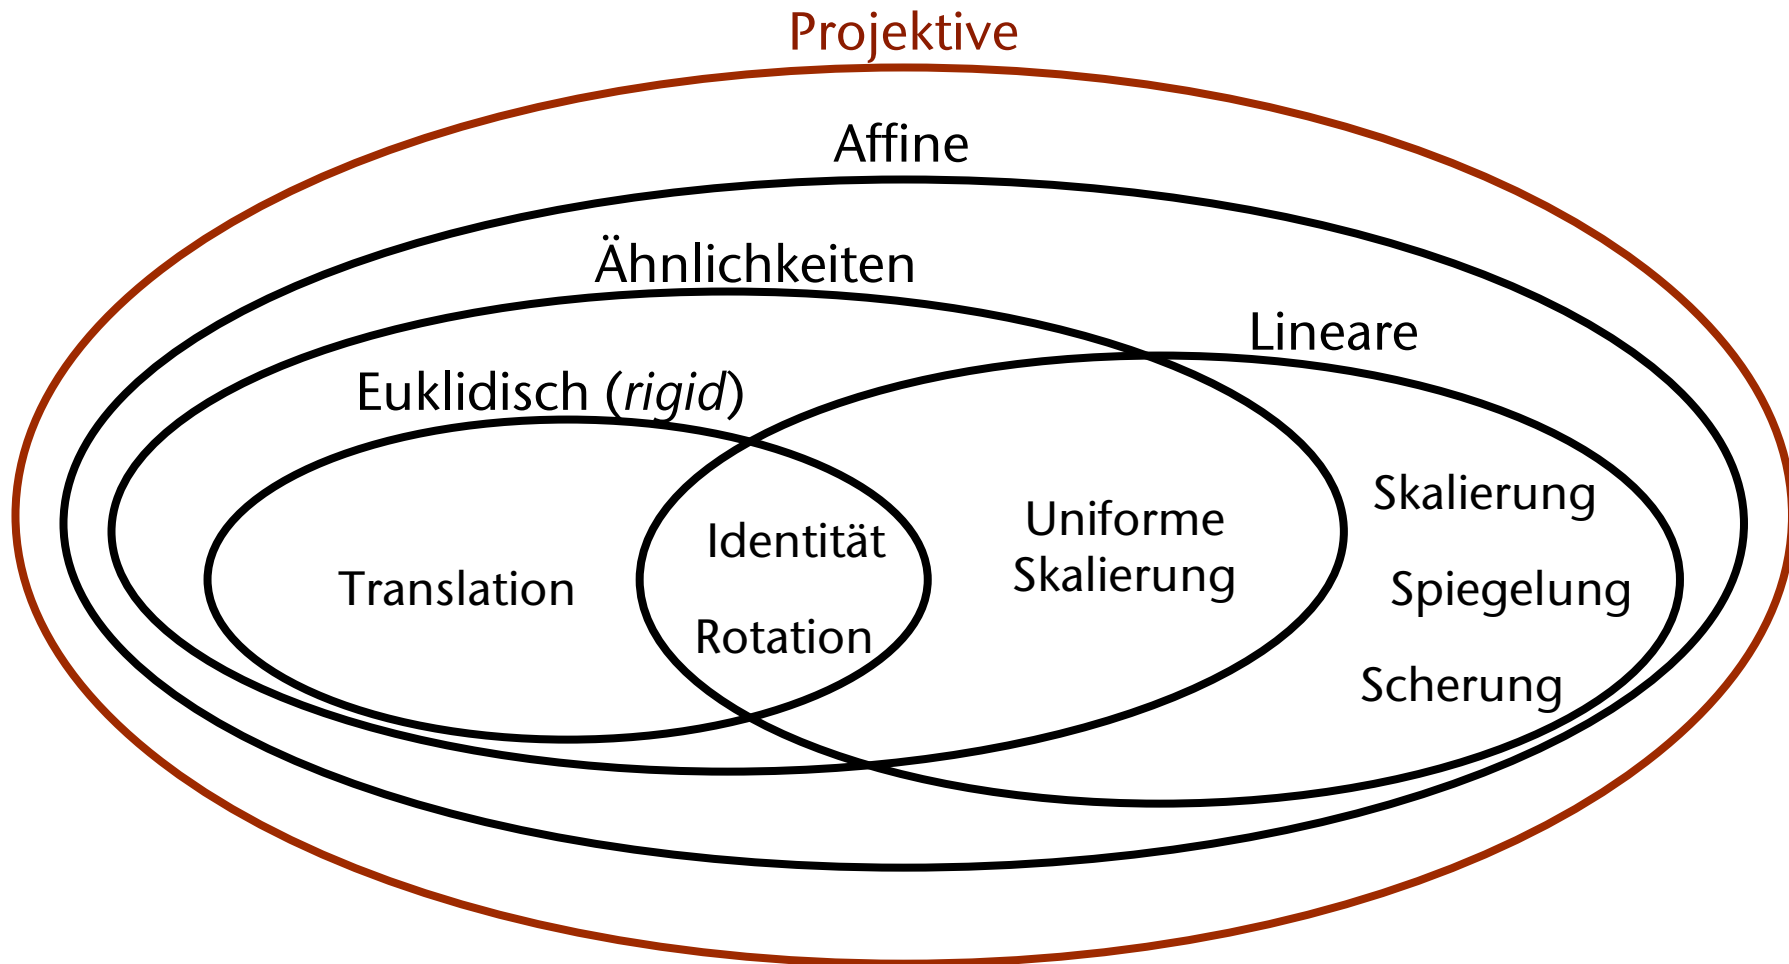 Projektive
Affine
Ähnlichkeiten
Lineare
Euklidisch (rigid)
Translation
Identität
Rotation
Uniforme
Skalierung
Skalierung
Spiegelung
Scherung